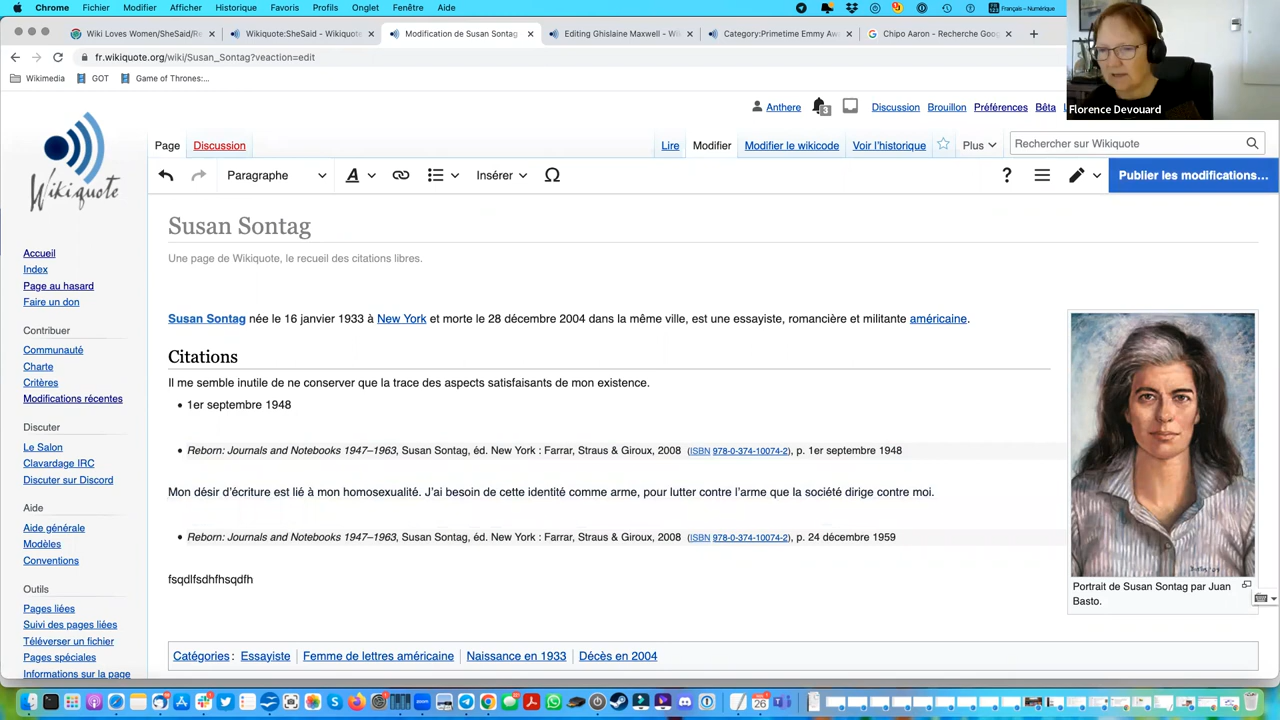 Chrome Fichier Modifier Afficher Historique Favoris Profils Onglet Fenêtre Aide Français – Numérique
Wiki Loves Women/SheSaid/Re Wikiquote:SheSaid - Wikiquote Modification de Susan Sontag Editing Ghislaine Maxwell - Wi Category:Primetime Emmy Aw Chipo Aaron - Recherche Goo
fr.wikiquote.org/wiki/Susan_Sontag?veaction=edit
Wikimedia GOT Game of Thrones:...
Florence Devouard
Anthere 3 Discussion Brouillon Préférences Bêta
Page Discussion Lire Modifier Modifier le wikicode Voir l'historique Plus Rechercher sur Wikiquote
Paragraphe A Insérer Ω ? Publier les modifications…
Wikiquote
Susan Sontag
Une page de Wikiquote, le recueil des citations libres.
Accueil
Index
Page au hasard
Faire un don
Contribuer
Communauté
Charte
Critères
Modifications récentes
Discuter
Le Salon
Clavardage IRC
Discuter sur Discord
Aide
Aide générale
Modèles
Conventions
Outils
Pages liées
Suivi des pages liées
Téléverser un fichier
Pages spéciales
Informations sur la page
Susan Sontag née le 16 janvier 1933 à New York et morte le 28 décembre 2004 dans la même ville, est une essayiste, romancière et militante américaine.
Citations
Il me semble inutile de ne conserver que la trace des aspects satisfaisants de mon existence.
• 1er septembre 1948
• Reborn: Journals and Notebooks 1947–1963, Susan Sontag, éd. New York : Farrar, Straus & Giroux, 2008 (ISBN 978-0-374-10074-2), p. 1er septembre 1948
Mon désir d'écriture est lié à mon homosexualité. J'ai besoin de cette identité comme arme, pour lutter contre l'arme que la société dirige contre moi.
• Reborn: Journals and Notebooks 1947–1963, Susan Sontag, éd. New York : Farrar, Straus & Giroux, 2008 (ISBN 978-0-374-10074-2), p. 24 décembre 1959
fsqdlfsdhfhsqdfh
Portrait de Susan Sontag par Juan
Basto.
Catégories : Essayiste Femme de lettres américaine Naissance en 1933 Décès en 2004
26